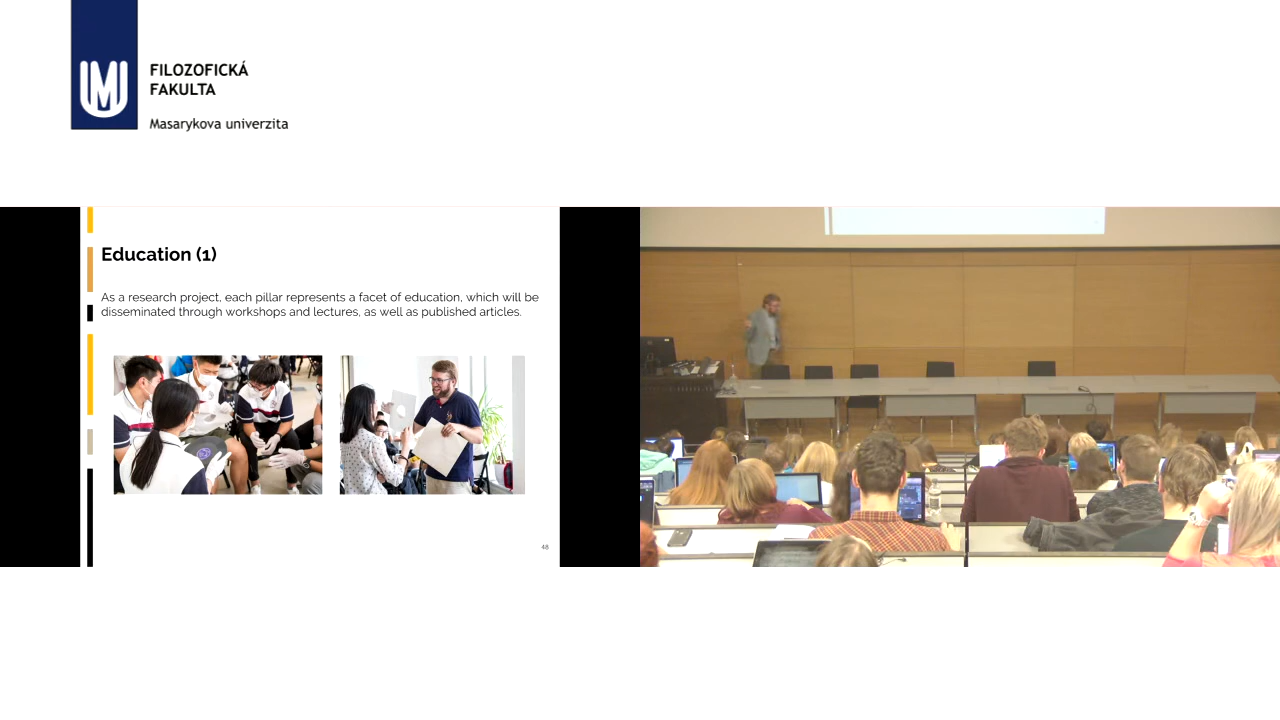 FILOZOFICKÁ
FAKULTA
Masarykova univerzita
Education (1)
As a research project, each pillar represents a facet of education, which will be
disseminated through workshops and lectures, as well as published articles.
48